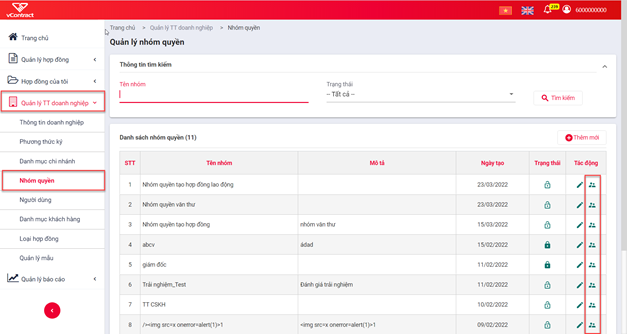 vContract
228
6000000000
Trang chủ > Quản lý TT doanh nghiệp > Nhóm quyền
Quản lý nhóm quyền
Trang chủ
Quản lý hợp đồng
Hợp đồng của tôi
Quản lý TT doanh nghiệp
Thông tin doanh nghiệp
Phương thức ký
Danh mục chi nhánh
Nhóm quyền
Người dùng
Danh mục khách hàng
Loại hợp đồng
Quản lý mẫu
Quản lý báo cáo
Thông tin tìm kiếm
Tên nhóm
Trạng thái
-- Tất cả --
Tìm kiếm
Danh sách nhóm quyền (11)
Thêm mới
STT Tên nhóm Mô tả Ngày tạo Trạng thái Tác động
1 Nhóm quyền tạo hợp đồng lao động 23/03/2022
2 Nhóm quyền văn thư 23/03/2022
3 Nhóm quyền tạo hợp đồng nhóm văn thư 15/03/2022
4 abcv ádad 15/02/2022
5 giám đốc 11/02/2022
6 Trải nghiệm_Test Đánh giá trải nghiệm 11/02/2022
7 TT CSKH 10/02/2022
8 /><img src=x onerror=alert(1)>1 <img src=x onerror=alert(1)>1 09/02/2022